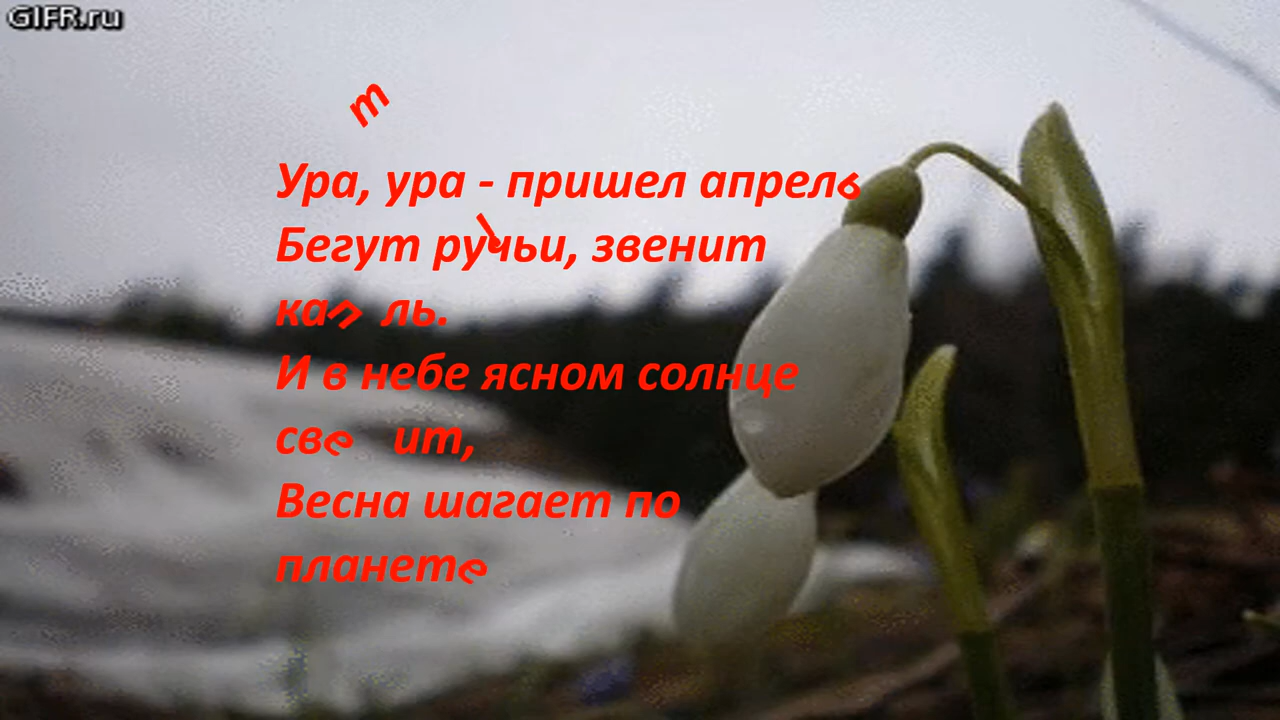 GIFR.ru
т
Ура, ура - пришел апрель
!
Бегут ручьи, звенит
кап ль.
И в небе ясном солнце
све ит,
Весна шагает по
планете